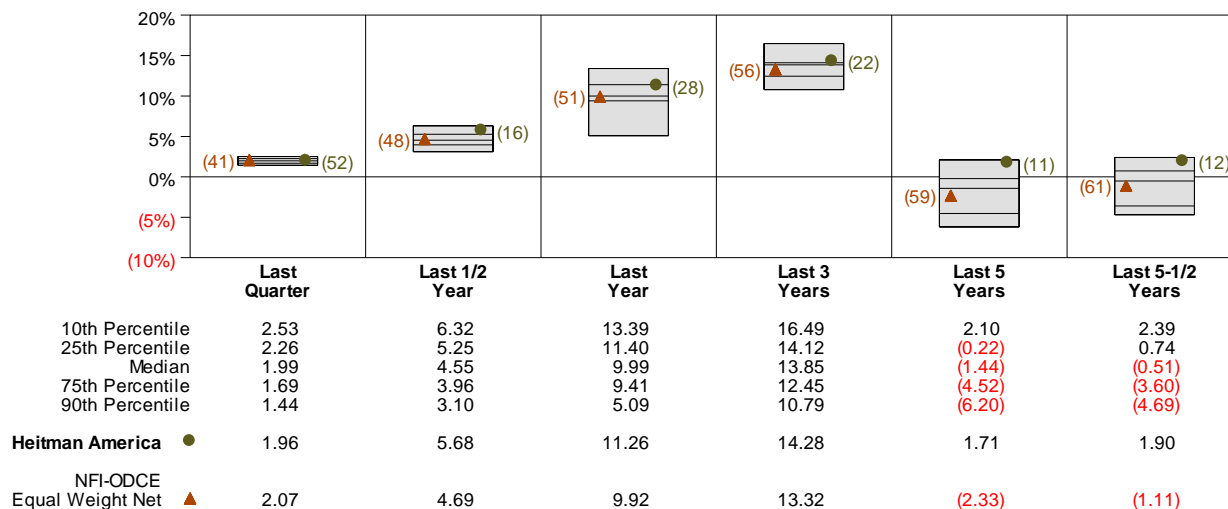 20%
15%
10%
5%
0%
(5%)
(10%)
(41) (52)
(48) (16)
(51) (28)
(56) (22)
(59) (11)
(61) (12)
Last Quarter Last 1/2 Year Last Year Last 3 Years Last 5 Years Last 5-1/2 Years
10th Percentile 2.53 6.32 13.39 16.49 2.10 2.39
25th Percentile 2.26 5.25 11.40 14.12 (0.22) 0.74
Median 1.99 4.55 9.99 13.85 (1.44) (0.51)
75th Percentile 1.69 3.96 9.41 12.45 (4.52) (3.60)
90th Percentile 1.44 3.10 5.09 10.79 (6.20) (4.69)
Heitman America 1.96 5.68 11.26 14.28 1.71 1.90
NFI-ODCE
Equal Weight Net 2.07 4.69 9.92 13.32 (2.33) (1.11)